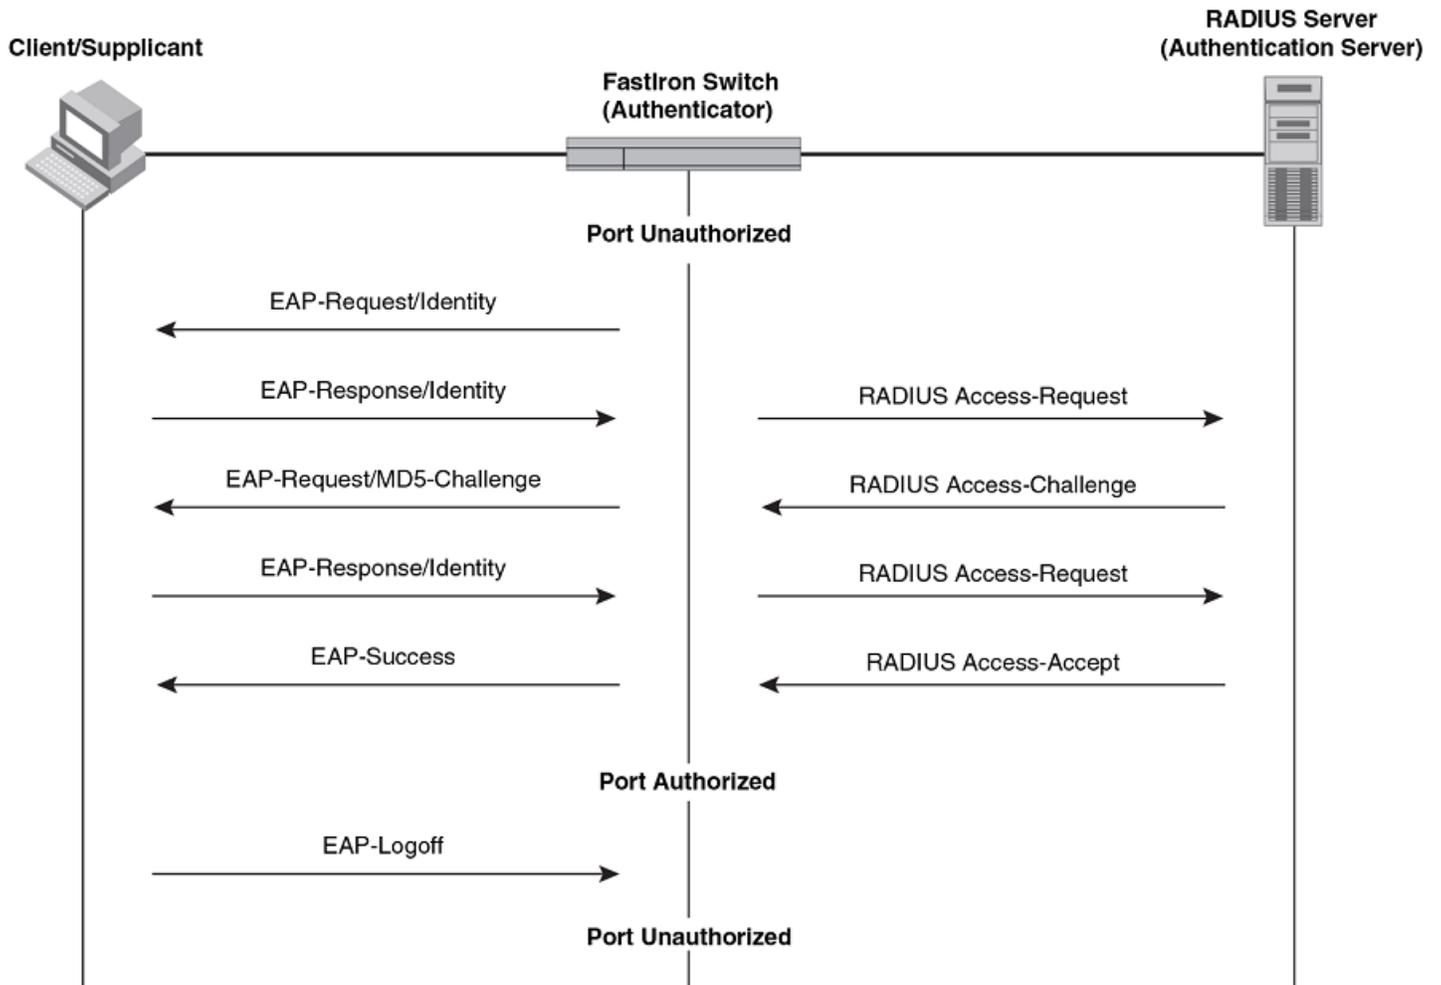 RADIUS Server
(Authentication Server)
Client/Supplicant
FastIron Switch
(Authenticator)
Port Unauthorized
EAP-Request/Identity
EAP-Response/Identity
RADIUS Access-Request
EAP-Request/MD5-Challenge
RADIUS Access-Challenge
EAP-Response/Identity
RADIUS Access-Request
EAP-Success
RADIUS Access-Accept
Port Authorized
EAP-Logoff
Port Unauthorized